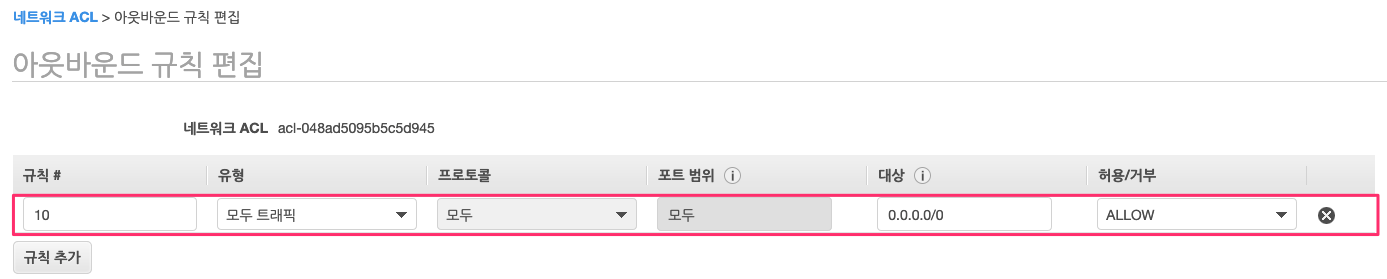 네트워크 ACL > 아웃바운드 규칙 편집
아웃바운드 규칙 편집
네트워크 ACL acl-048ad5095b5c5d945
규칙 # 유형 프로토콜 포트 범위 대상 허용/거부
10 모두 트래픽 모두 모두 0.0.0.0/0 ALLOW
규칙 추가